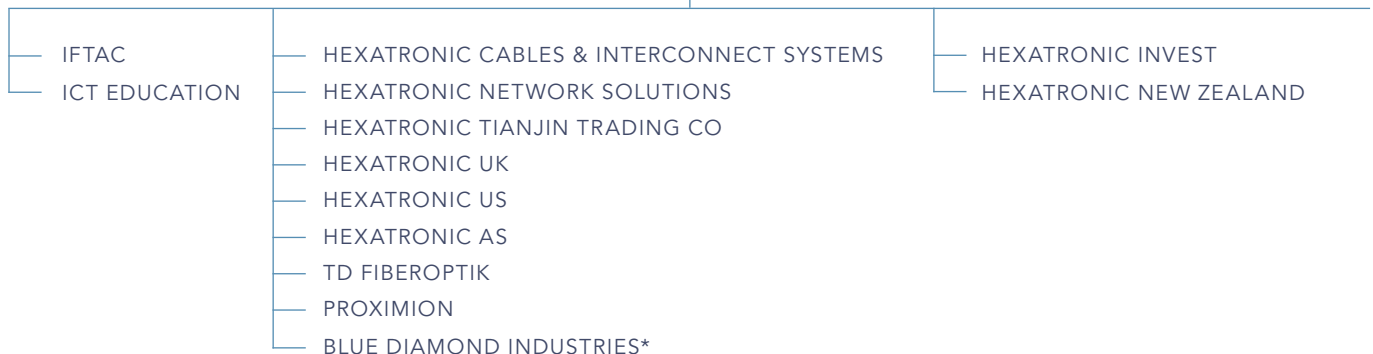 IFTAC
ICT EDUCATION
HEXATRONIC CABLES & INTERCONNECT SYSTEMS
HEXATRONIC NETWORK SOLUTIONS
HEXATRONIC TIANJIN TRADING CO
HEXATRONIC UK
HEXATRONIC US
HEXATRONIC AS
TD FIBEROPTIK
PROXIMION
BLUE DIAMOND INDUSTRIES*
HEXATRONIC INVEST
HEXATRONIC NEW ZEALAND